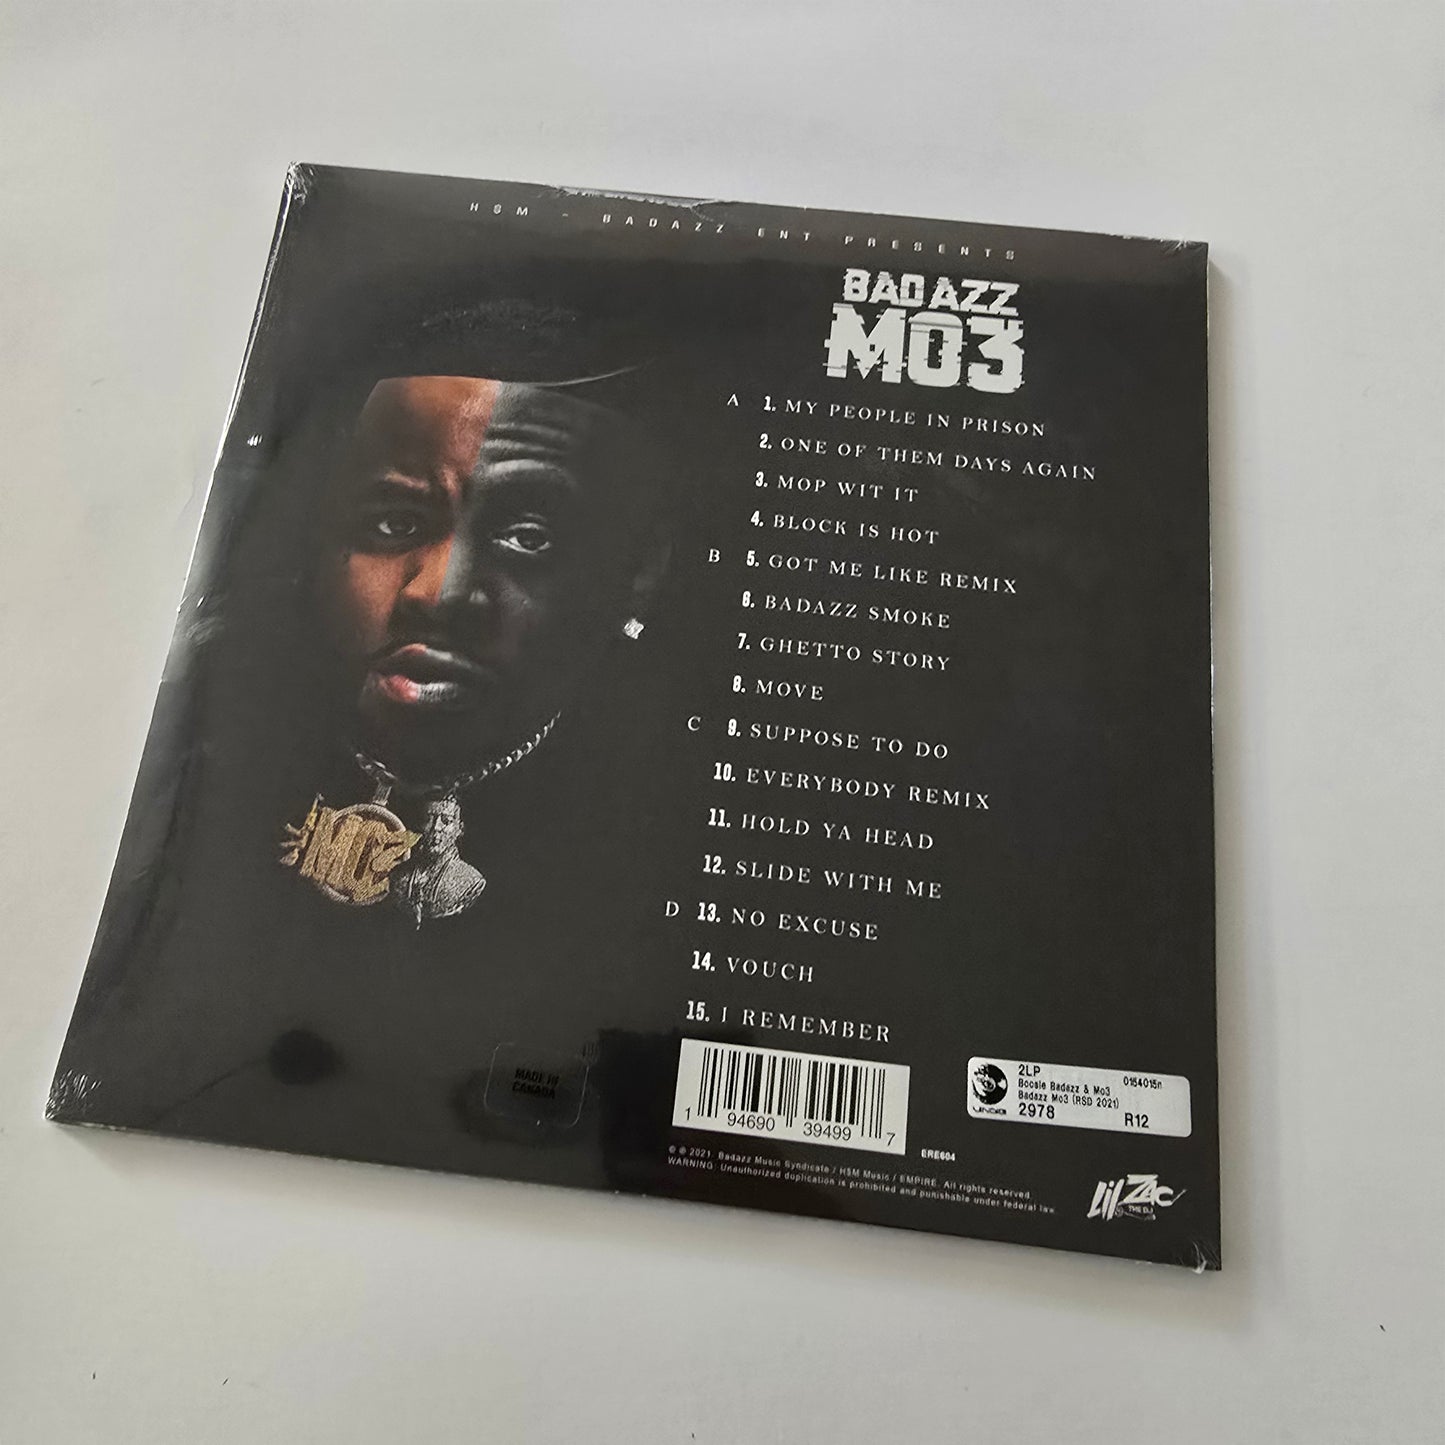 HSM - BADAZZ ENT PRESENTS
BADAZZ
MO3
A 1. MY PEOPLE IN PRISON
2. ONE OF THEM DAYS AGAIN
3. MOP WIT IT
4. BLOCK IS HOT
B 5. GOT ME LIKE REMIX
6. BADAZZ SMOKE
7. GHETTO STORY
8. MOVE
C 9. SUPPOSE TO DO
10. EVERYBODY REMIX
11. HOLD YA HEAD
12. SLIDE WITH ME
D 13. NO EXCUSE
14. VOUCH
15. I REMEMBER
MO3
MADE IN
CANADA
1 94690 39499 7
2LP
Boosie Badazz & Mo3 0154015n
Badazz Mo3 (RSD 2021)
2978 R12
ERE604
℗ © 2021. Badazz Music Syndicate / HSM Music / EMPIRE. All rights reserved.
WARNING: Unauthorized duplication is prohibited and punishable under federal law.
Lil Zac
THE DJ